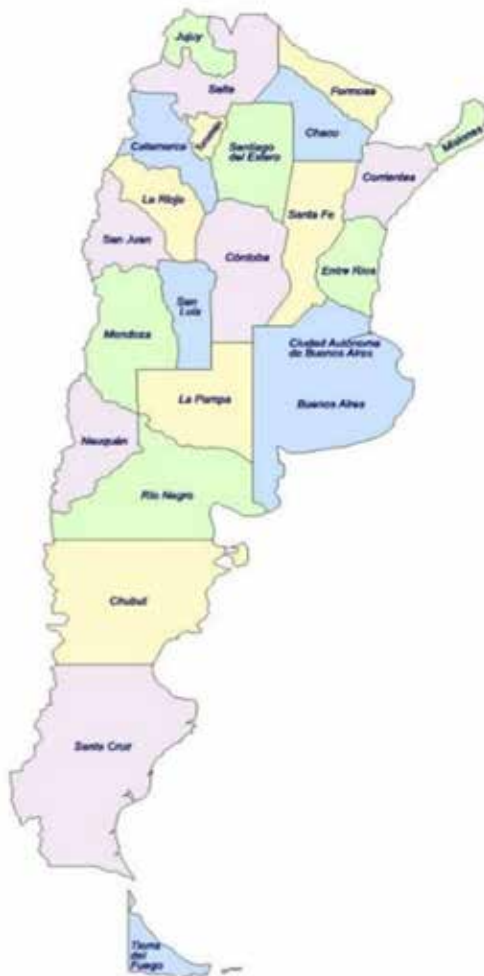 Jujuy
Salta
Formosa
Chaco
Misiones
Catamarca
Tucumán
Santiago
del Estero
Corrientes
La Rioja
Santa Fe
San Juan
Córdoba
Entre Ríos
San
Luis
Mendoza
Ciudad Autónoma
de Buenos Aires
La Pampa
Buenos Aires
Neuquén
Río Negro
Chubut
Santa Cruz
Tierra
del
Fuego